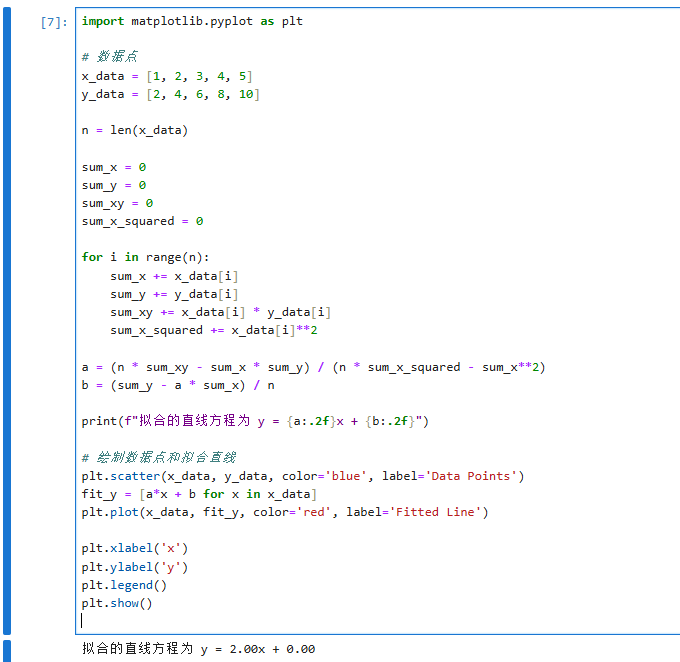 [7]: import matplotlib.pyplot as plt
# 数据点
x_data = [1, 2, 3, 4, 5]
y_data = [2, 4, 6, 8, 10]
n = len(x_data)
sum_x = 0
sum_y = 0
sum_xy = 0
sum_x_squared = 0
for i in range(n):
    sum_x += x_data[i]
    sum_y += y_data[i]
    sum_xy += x_data[i] * y_data[i]
    sum_x_squared += x_data[i]**2
a = (n * sum_xy - sum_x * sum_y) / (n * sum_x_squared - sum_x**2)
b = (sum_y - a * sum_x) / n
print(f"拟合的直线方程为 y = {a:.2f}x + {b:.2f}")
# 绘制数据点和拟合直线
plt.scatter(x_data, y_data, color='blue', label='Data Points')
fit_y = [a*x + b for x in x_data]
plt.plot(x_data, fit_y, color='red', label='Fitted Line')
plt.xlabel('x')
plt.ylabel('y')
plt.legend()
plt.show()
拟合的直线方程为 y = 2.00x + 0.00